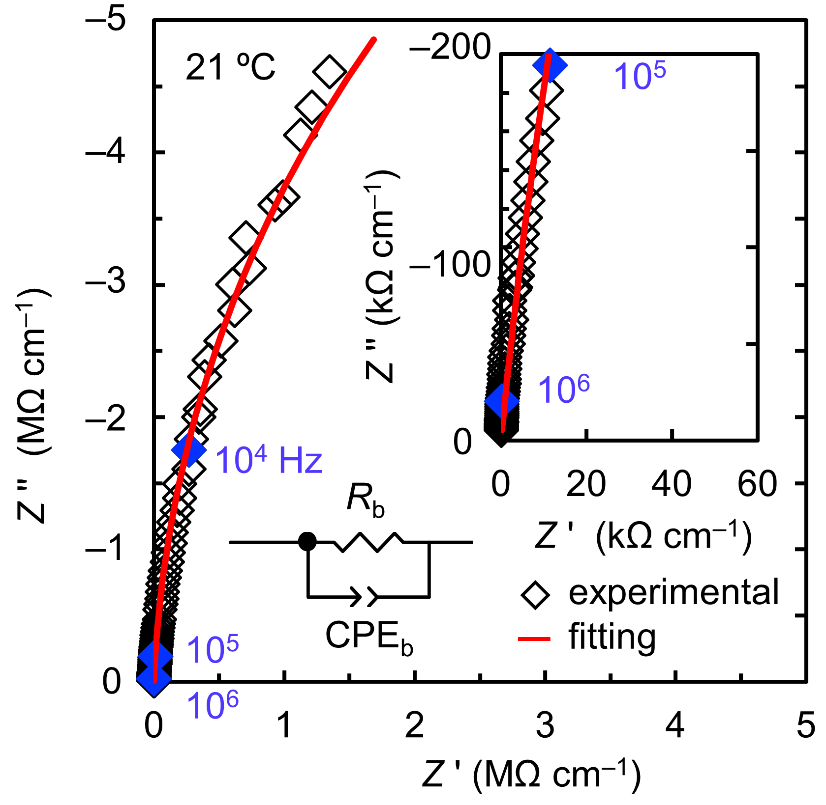 –5
–4
–3
–2
–1
0
Z '' (MΩ cm⁻¹)
0
1
2
3
4
5
Z ' (MΩ cm⁻¹)
21 ºC
10⁴ Hz
10⁵
10⁶
R_b
CPE_b
–200
–100
0
Z '' (kΩ cm⁻¹)
0
20
40
60
Z ' (kΩ cm⁻¹)
10⁵
10⁶
experimental
fitting